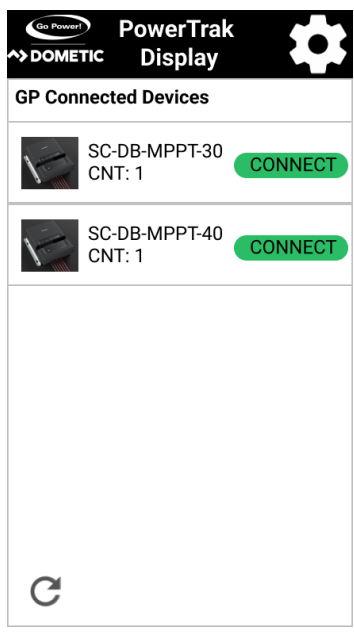 Go Power!
DOMETIC
PowerTrak
Display
GP Connected Devices
SC-DB-MPPT-30
CNT: 1
CONNECT
SC-DB-MPPT-40
CNT: 1
CONNECT